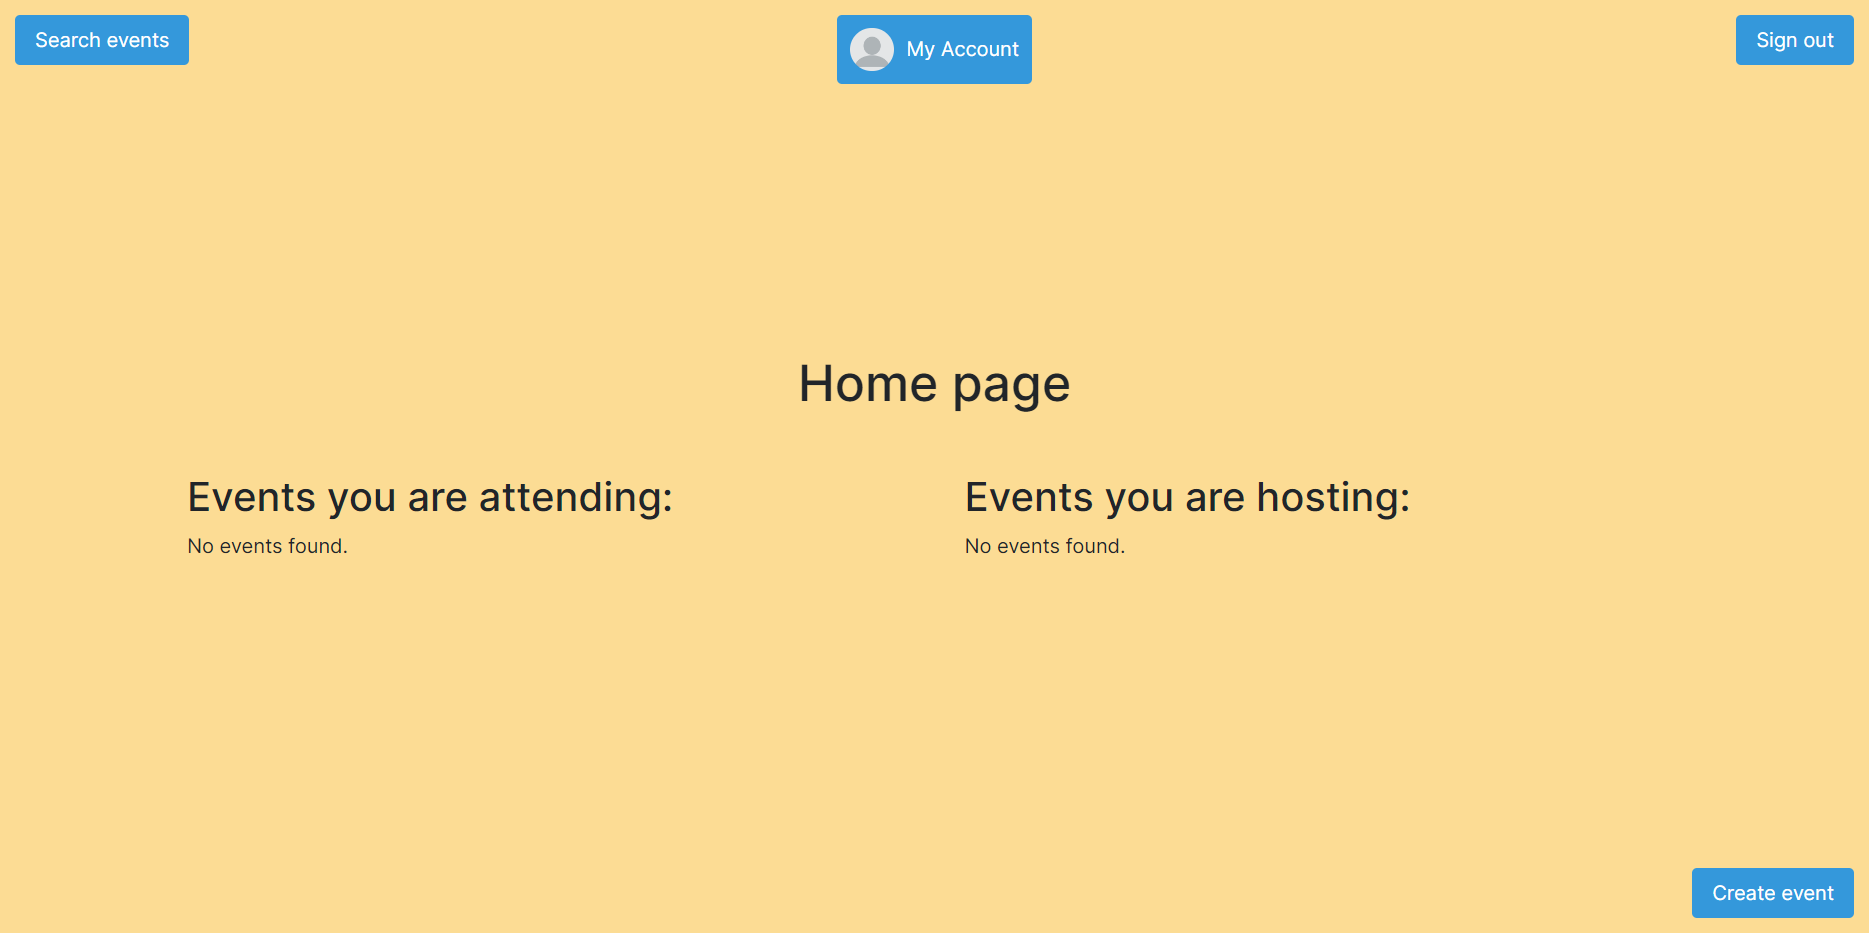 Search events
My Account
Sign out
Home page
Events you are attending:
No events found.
Events you are hosting:
No events found.
Create event